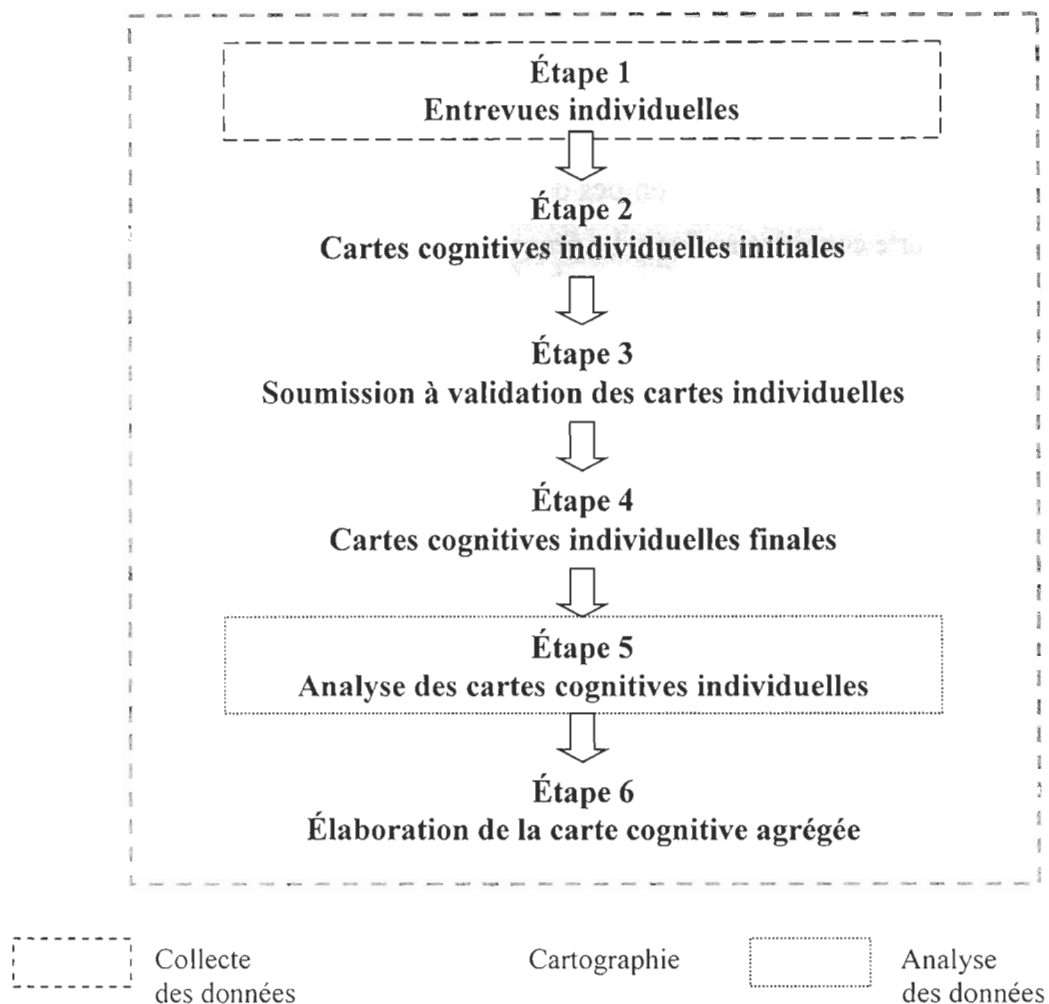 Étape 1
Entrevues individuelles
Étape 2
Cartes cognitives individuelles initiales
Étape 3
Soumission à validation des cartes individuelles
Étape 4
Cartes cognitives individuelles finales
Étape 5
Analyse des cartes cognitives individuelles
Étape 6
Élaboration de la carte cognitive agrégée
Collecte
des données
Cartographie
Analyse
des données